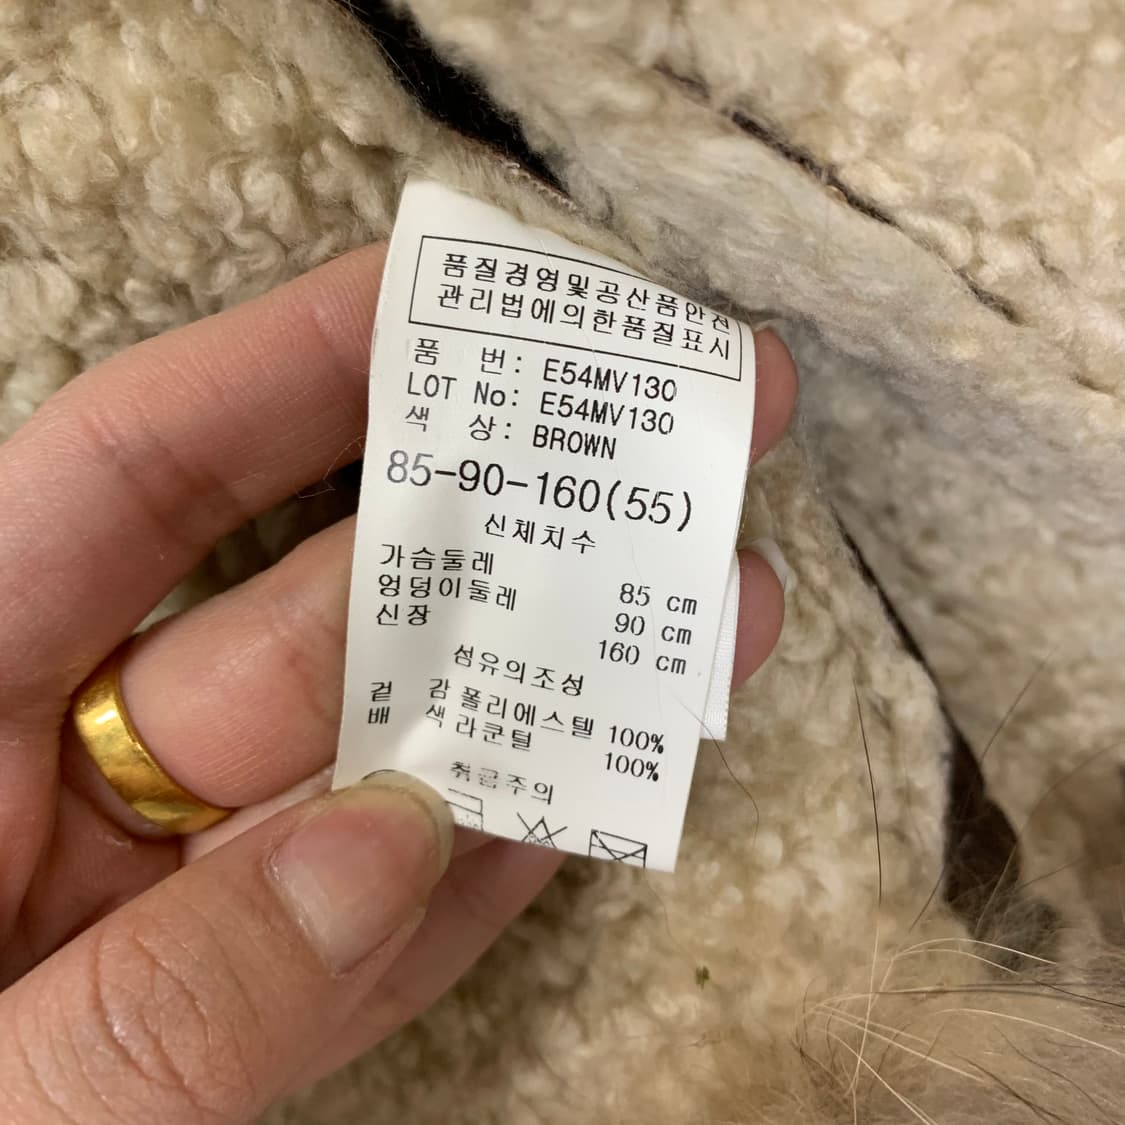 품질경영및공산품안전
관리법에의한품질표시
품 번: E54MV130
LOT No: E54MV130
색 상: BROWN
85-90-160(55)
신체치수
가슴둘레 85 cm
엉덩이둘레 90 cm
신장 160 cm
섬유의조성
겉 감 폴리에스텔 100%
배 색 라쿤털 100%
취급주의